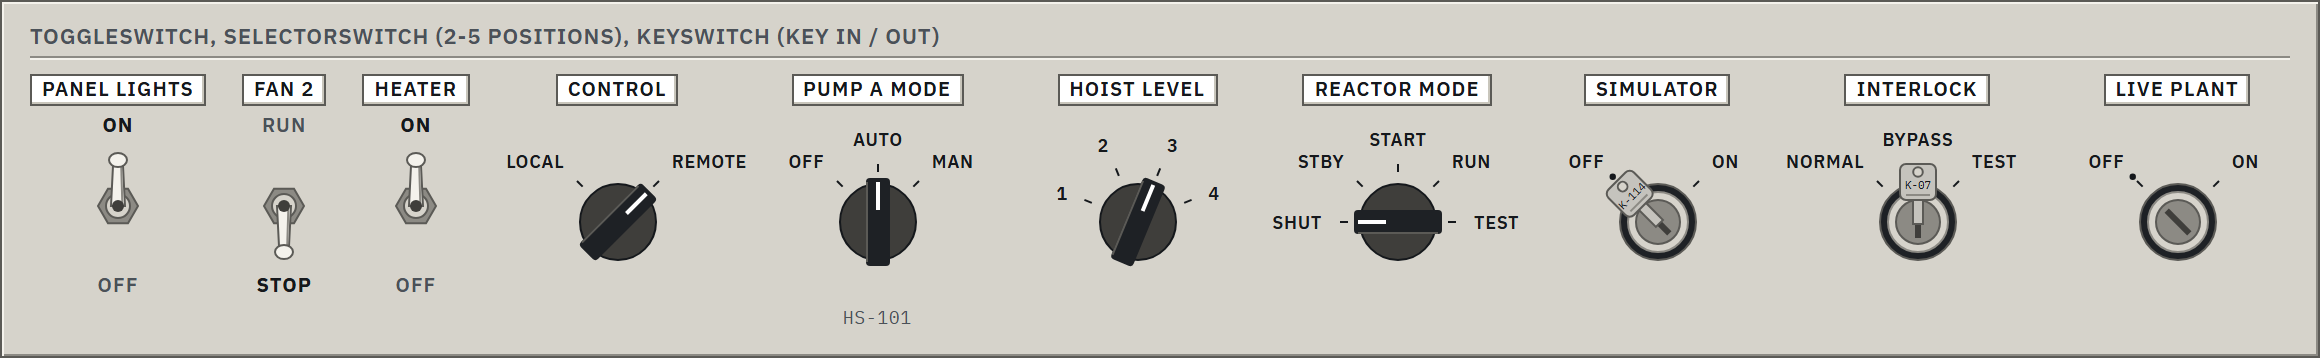 TOGGLESWITCH, SELECTORSWITCH (2-5 POSITIONS), KEYSWITCH (KEY IN / OUT)
PANEL LIGHTS
ON
OFF
FAN 2
RUN
STOP
HEATER
ON
OFF
CONTROL
LOCAL REMOTE
PUMP A MODE
OFF AUTO MAN
HS-101
HOIST LEVEL
1 2 3 4
REACTOR MODE
SHUT STBY START RUN TEST
SIMULATOR
OFF ON
K-114
INTERLOCK
NORMAL BYPASS TEST
K-07
LIVE PLANT
OFF ON